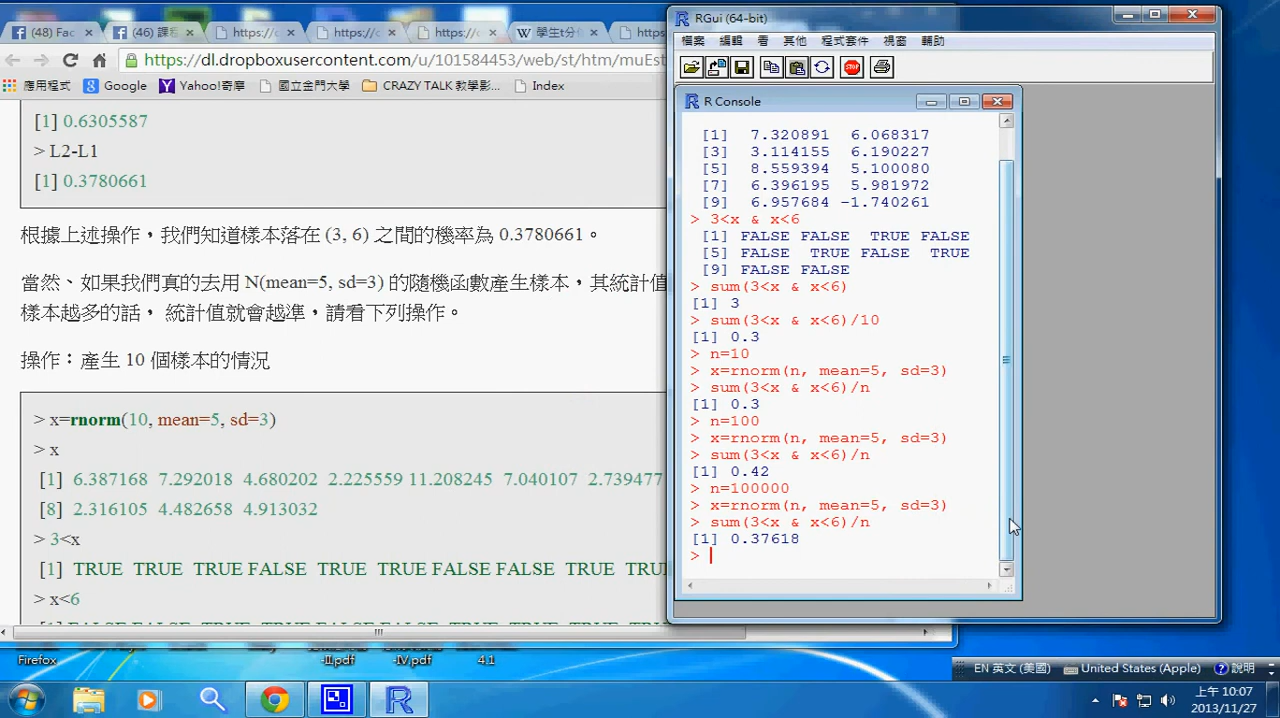 (48) Fac
(46) 課程
https://c
https://c
https://c
學生t分
https
https://dl.dropboxusercontent.com/u/101584453/web/st/htm/muEst
應用程式
Google
Yahoo!奇摩
國立金門大學
CRAZY TALK 教學影...
Index
[1] 0.6305587
> L2-L1
[1] 0.3780661
根據上述操作，我們知道樣本落在 (3, 6) 之間的機率為 0.3780661。
當然、如果我們真的去用 N(mean=5, sd=3) 的隨機函數產生樣本，其統計值
樣本越多的話， 統計值就會越準，請看下列操作。
操作：產生 10 個樣本的情況
> x=rnorm(10, mean=5, sd=3)
> x
[1] 6.387168 7.292018 4.680202 2.225559 11.208245 7.040107 2.739477
[8] 2.316105 4.482658 4.913032
> 3<x
[1] TRUE TRUE TRUE FALSE TRUE TRUE FALSE FALSE TRUE TRU
> x<6
RGui (64-bit)
檔案 編輯 看 其他 程式套件 視窗 輔助
STOP
R Console
[1] 7.320891 6.068317
[3] 3.114155 6.190227
[5] 8.559394 5.100080
[7] 6.396195 5.981972
[9] 6.957684 -1.740261
> 3<x & x<6
[1] FALSE FALSE TRUE FALSE
[5] FALSE TRUE FALSE TRUE
[9] FALSE FALSE
> sum(3<x & x<6)
[1] 3
> sum(3<x & x<6)/10
[1] 0.3
> n=10
> x=rnorm(n, mean=5, sd=3)
> sum(3<x & x<6)/n
[1] 0.3
> n=100
> x=rnorm(n, mean=5, sd=3)
> sum(3<x & x<6)/n
[1] 0.42
> n=100000
> x=rnorm(n, mean=5, sd=3)
> sum(3<x & x<6)/n
[1] 0.37618
>
Firefox
-II.pdf
-IV.pdf
4.1
EN 英文 (美國)
United States (Apple)
說明
上午 10:07
2013/11/27